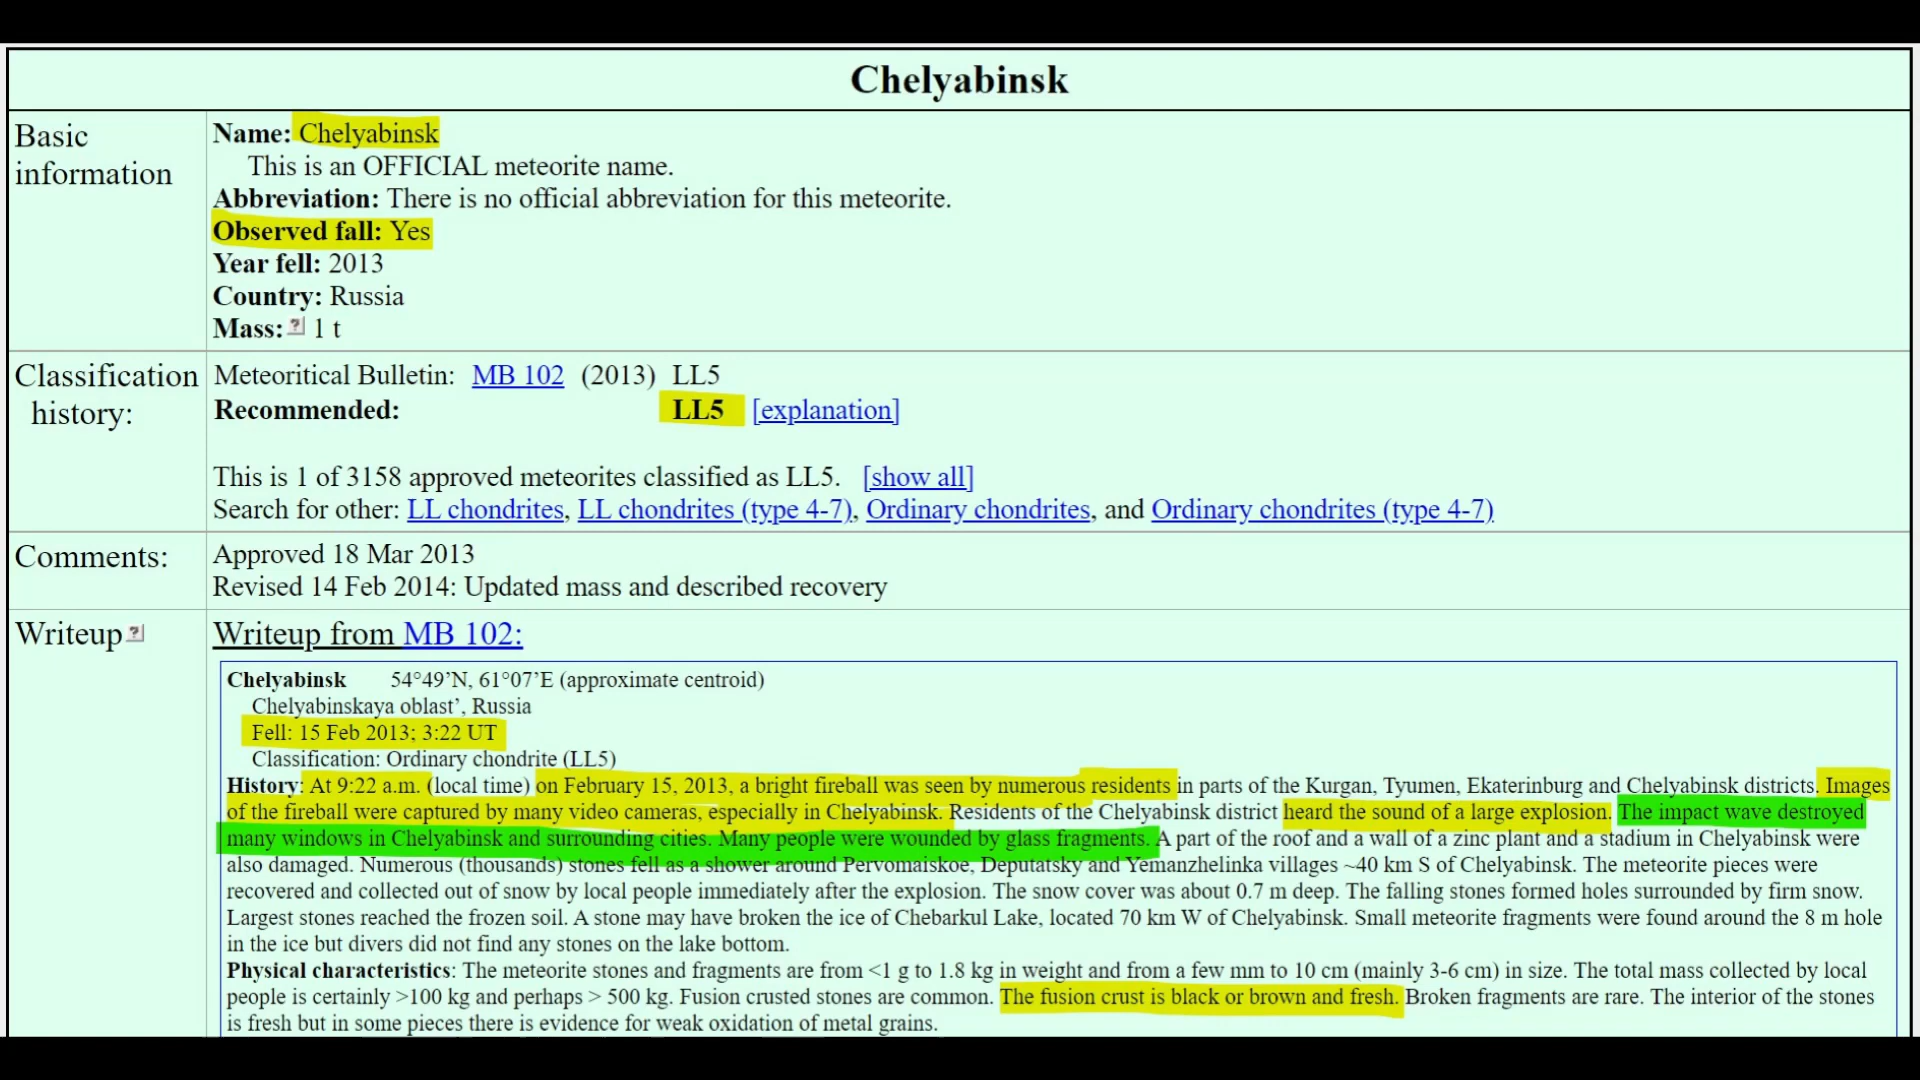 Chelyabinsk
Basic
information
Name: Chelyabinsk
This is an OFFICIAL meteorite name.
Abbreviation: There is no official abbreviation for this meteorite.
Observed fall: Yes
Year fell: 2013
Country: Russia
Mass: ? 1 t
Classification
history:
Meteoritical Bulletin: MB 102 (2013) LL5
Recommended: LL5 [explanation]
This is 1 of 3158 approved meteorites classified as LL5. [show all]
Search for other: LL chondrites, LL chondrites (type 4-7), Ordinary chondrites, and Ordinary chondrites (type 4-7)
Comments:
Approved 18 Mar 2013
Revised 14 Feb 2014: Updated mass and described recovery
Writeup ?
Writeup from MB 102:
Chelyabinsk 54°49’N, 61°07’E (approximate centroid)
Chelyabinskaya oblast’, Russia
Fell: 15 Feb 2013; 3:22 UT
Classification: Ordinary chondrite (LL5)
History: At 9:22 a.m. (local time) on February 15, 2013, a bright fireball was seen by numerous residents in parts of the Kurgan, Tyumen, Ekaterinburg and Chelyabinsk districts. Images
of the fireball were captured by many video cameras, especially in Chelyabinsk. Residents of the Chelyabinsk district heard the sound of a large explosion. The impact wave destroyed
many windows in Chelyabinsk and surrounding cities. Many people were wounded by glass fragments. A part of the roof and a wall of a zinc plant and a stadium in Chelyabinsk were
also damaged. Numerous (thousands) stones fell as a shower around Pervomaiskoe, Deputatsky and Yemanzhelinka villages ~40 km S of Chelyabinsk. The meteorite pieces were
recovered and collected out of snow by local people immediately after the explosion. The snow cover was about 0.7 m deep. The falling stones formed holes surrounded by firm snow.
Largest stones reached the frozen soil. A stone may have broken the ice of Chebarkul Lake, located 70 km W of Chelyabinsk. Small meteorite fragments were found around the 8 m hole
in the ice but divers did not find any stones on the lake bottom.
Physical characteristics: The meteorite stones and fragments are from <1 g to 1.8 kg in weight and from a few mm to 10 cm (mainly 3-6 cm) in size. The total mass collected by local
people is certainly >100 kg and perhaps > 500 kg. Fusion crusted stones are common. The fusion crust is black or brown and fresh. Broken fragments are rare. The interior of the stones
is fresh but in some pieces there is evidence for weak oxidation of metal grains.